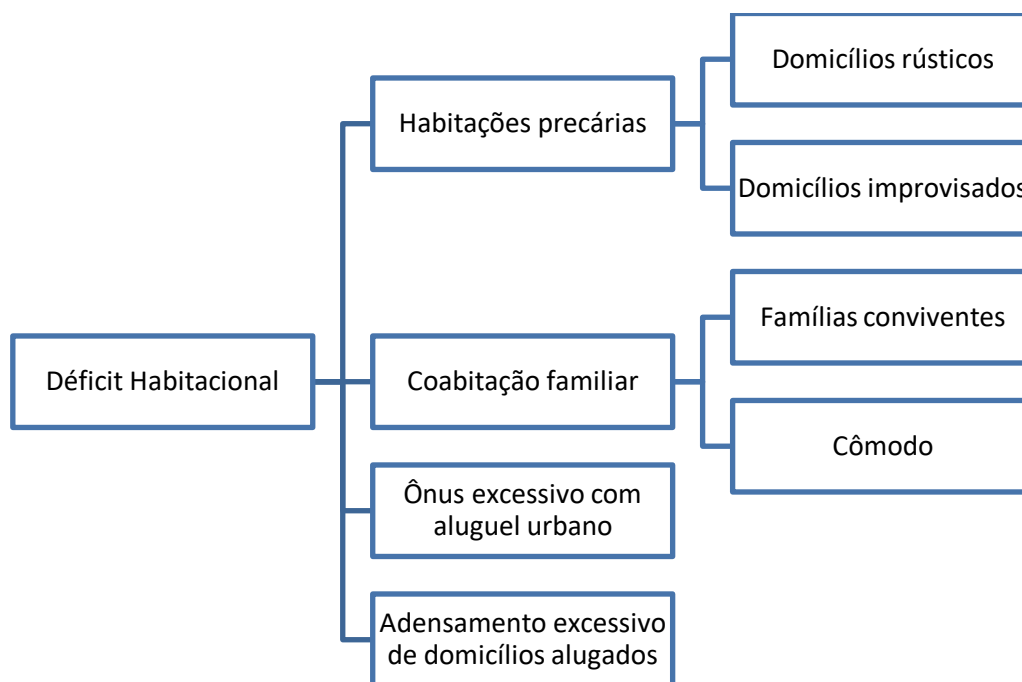 Domicílios rústicos
Habitações precárias
Domicílios improvisados
Famílias conviventes
Déficit Habitacional
Coabitação familiar
Cômodo
Ônus excessivo com
aluguel urbano
Adensamento excessivo
de domicílios alugados